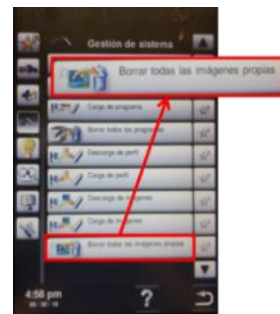 Gestión de sistema
Borrar todas las imágenes propias
Carga de programa
Borrar todos los programas
Descarga de perfil
Carga de perfil
Descarga de imágenes
Carga de imágenes
Borrar todas las imágenes propias
4:58 pm
?